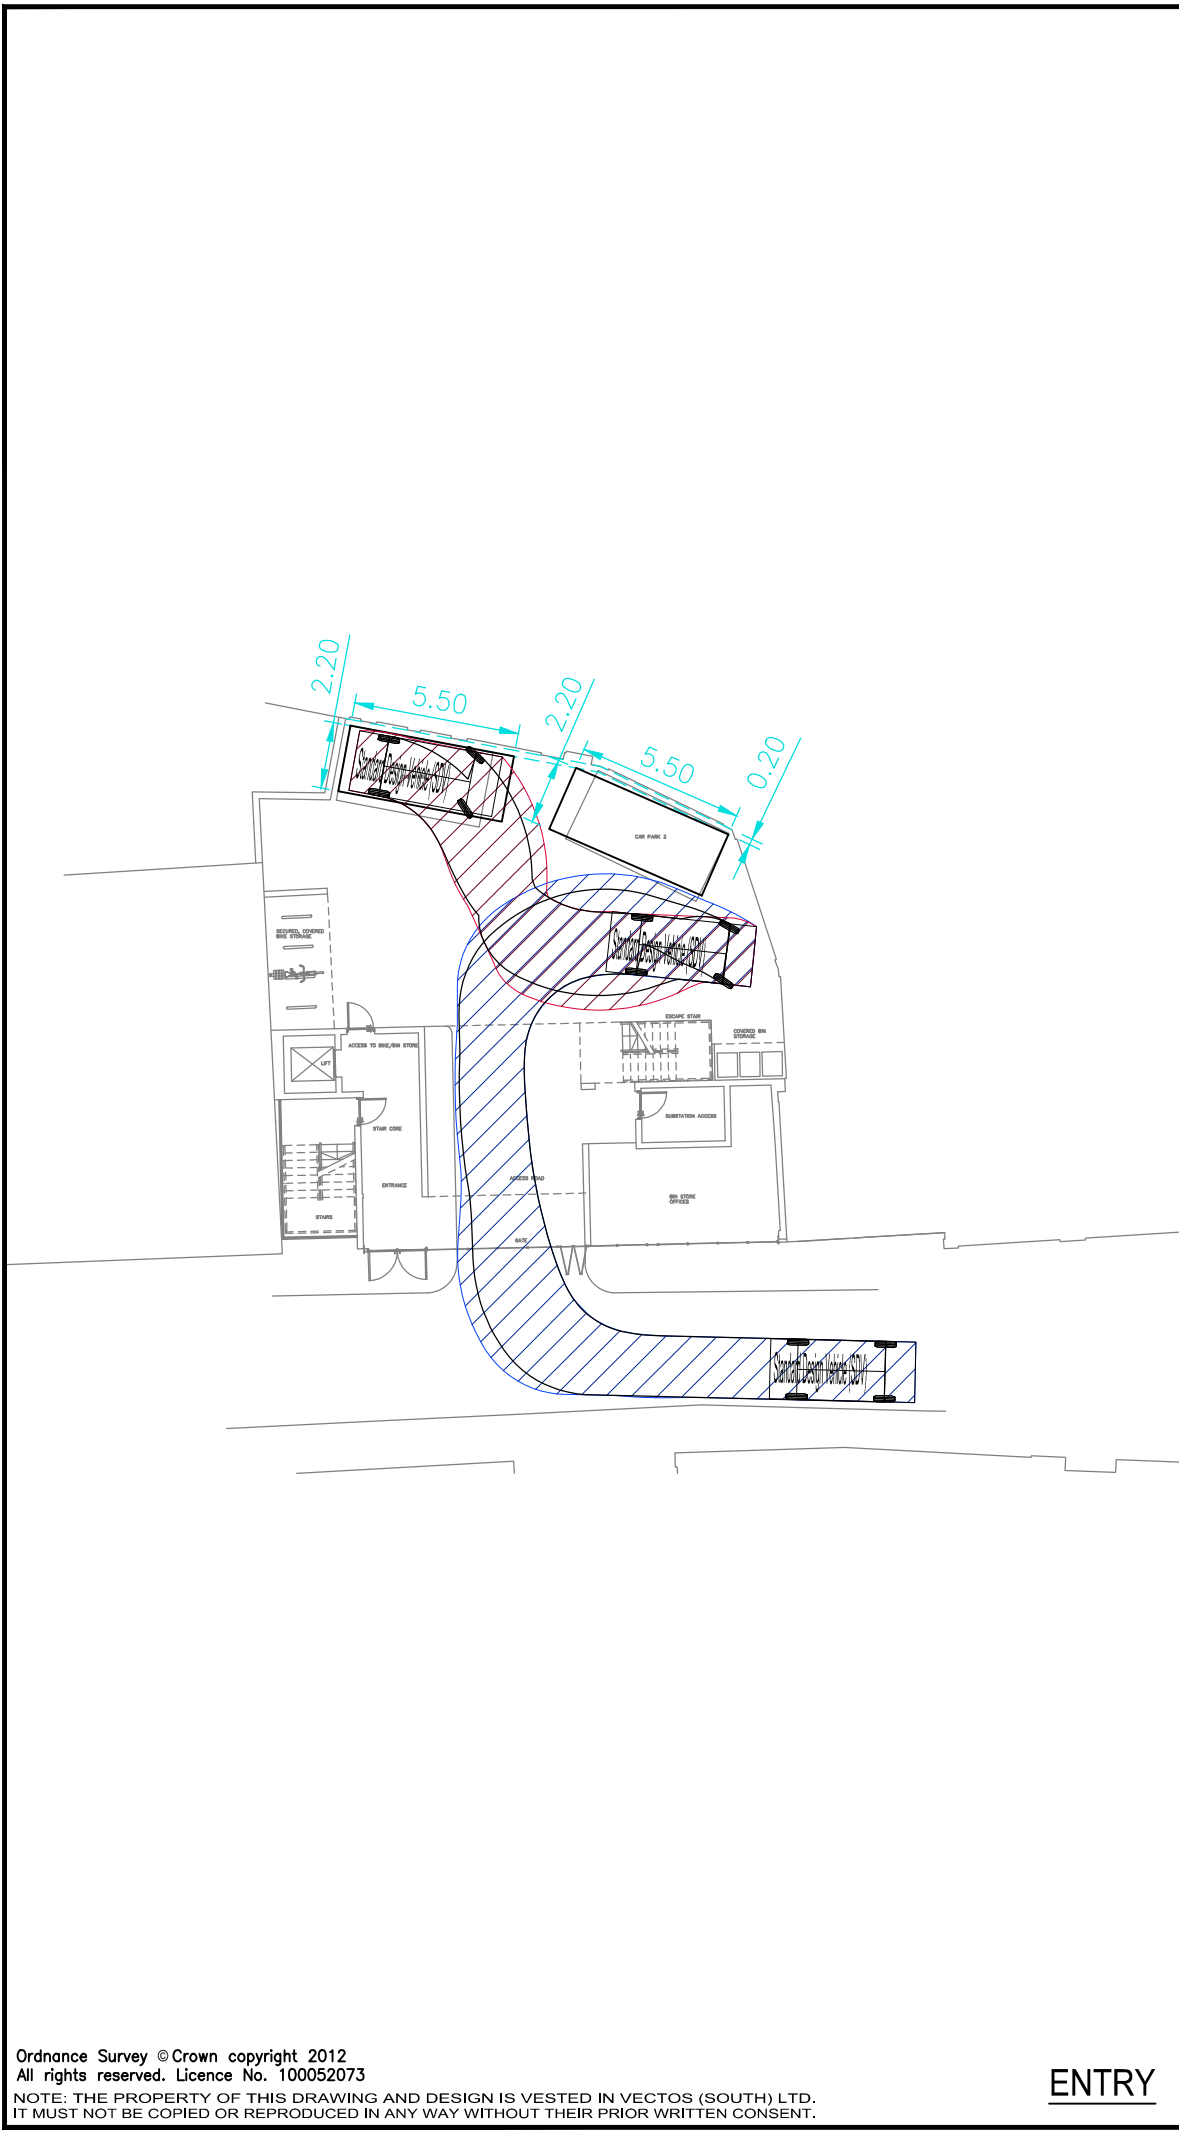 2.20
5.50
2.20
5.50
0.20
Standard Design Vehicle (SDV)
CAR PARK 2
SECURED, COVERED
BIKE STORAGE
Standard Design Vehicle (SDV)
ESCAPE STAIR
COVERED BIN
STORAGE
ACCESS TO BIKE/BIN STORE
LIFT
SUBSTATION ACCESS
STAIR CORE
ACCESS ROAD
ENTRANCE
BIN STORE
OFFICES
STAIRS
GATE
Standard Design Vehicle (SDV)
Ordnance Survey © Crown copyright 2012
All rights reserved. Licence No. 100052073
NOTE: THE PROPERTY OF THIS DRAWING AND DESIGN IS VESTED IN VECTOS (SOUTH) LTD.
IT MUST NOT BE COPIED OR REPRODUCED IN ANY WAY WITHOUT THEIR PRIOR WRITTEN CONSENT.
ENTRY